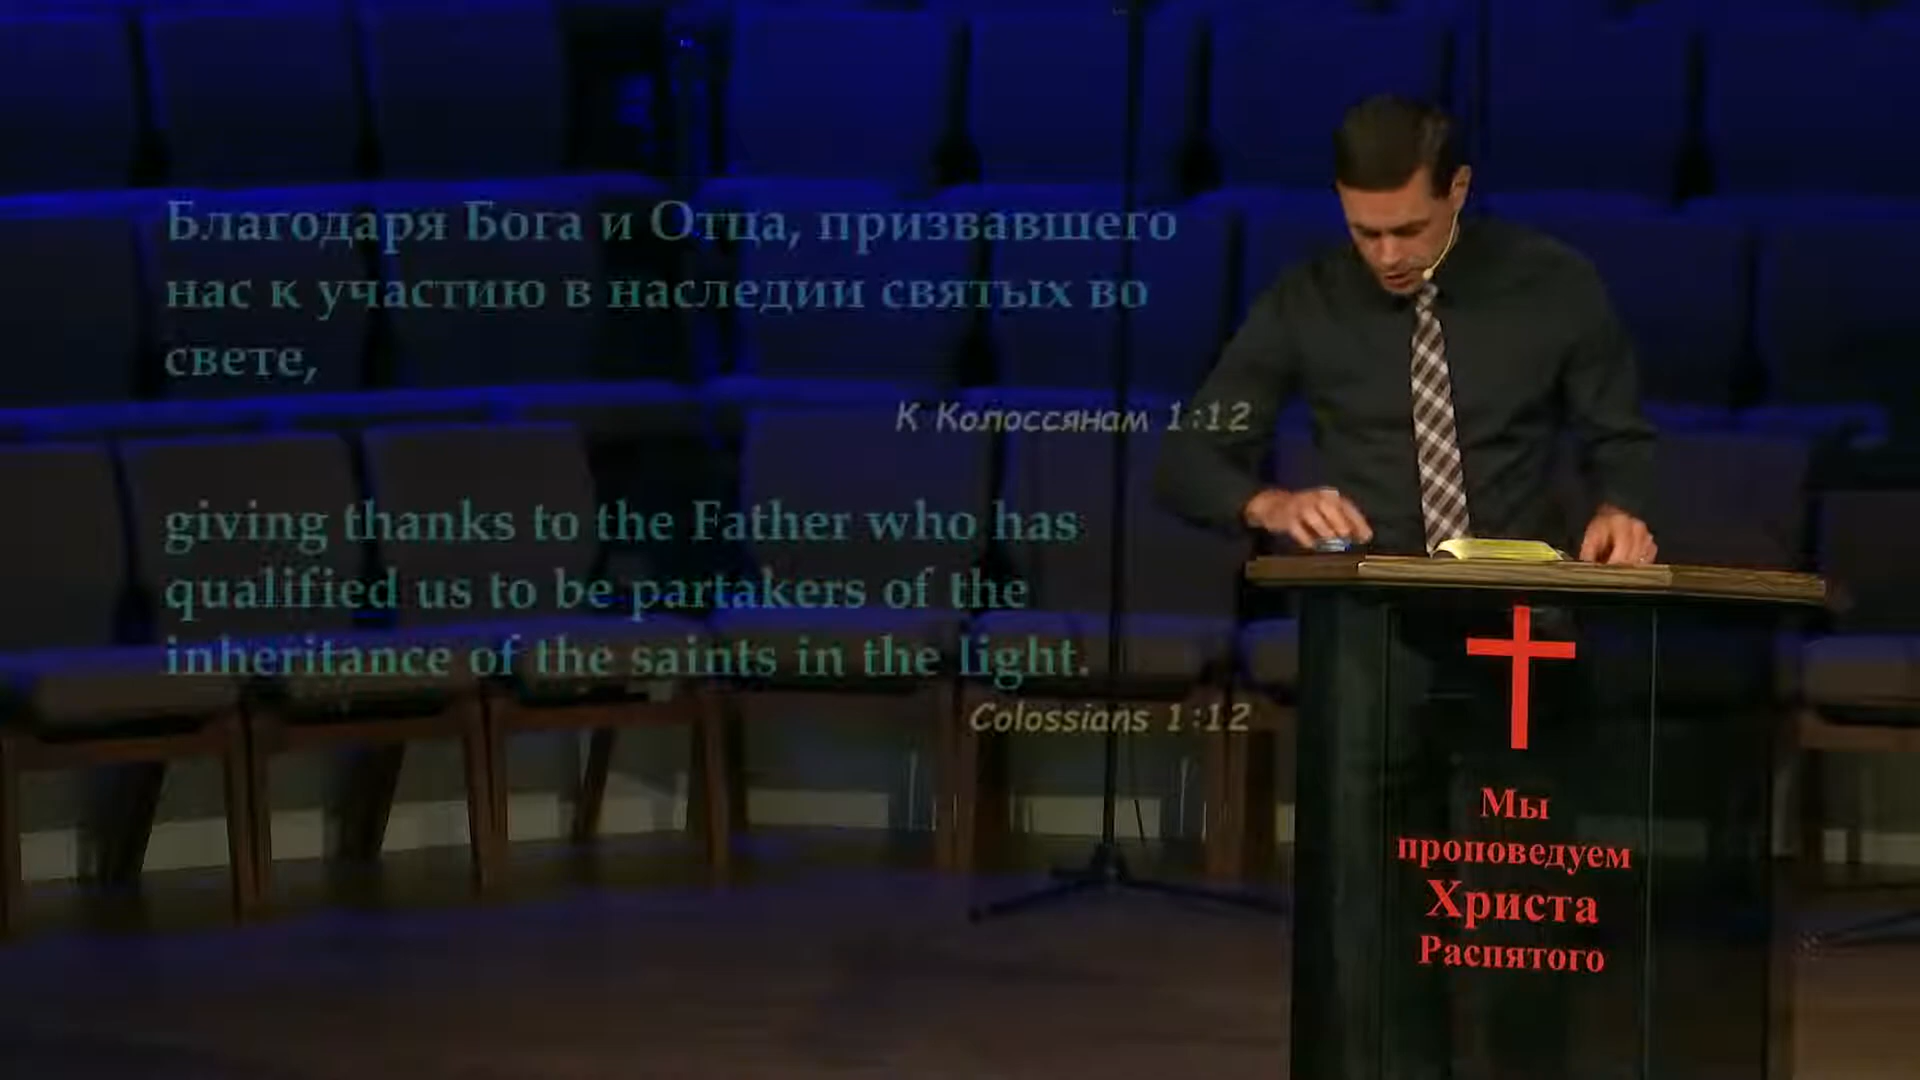 Благодаря Бога и Отца, призвавшего
нас к участию в наследии святых во
свете,
К Колоссянам 1:12
giving thanks to the Father who has
qualified us to be partakers of the
inheritance of the saints in the light.
Colossians 1:12
Мы
проповедуем
Христа
Распятого